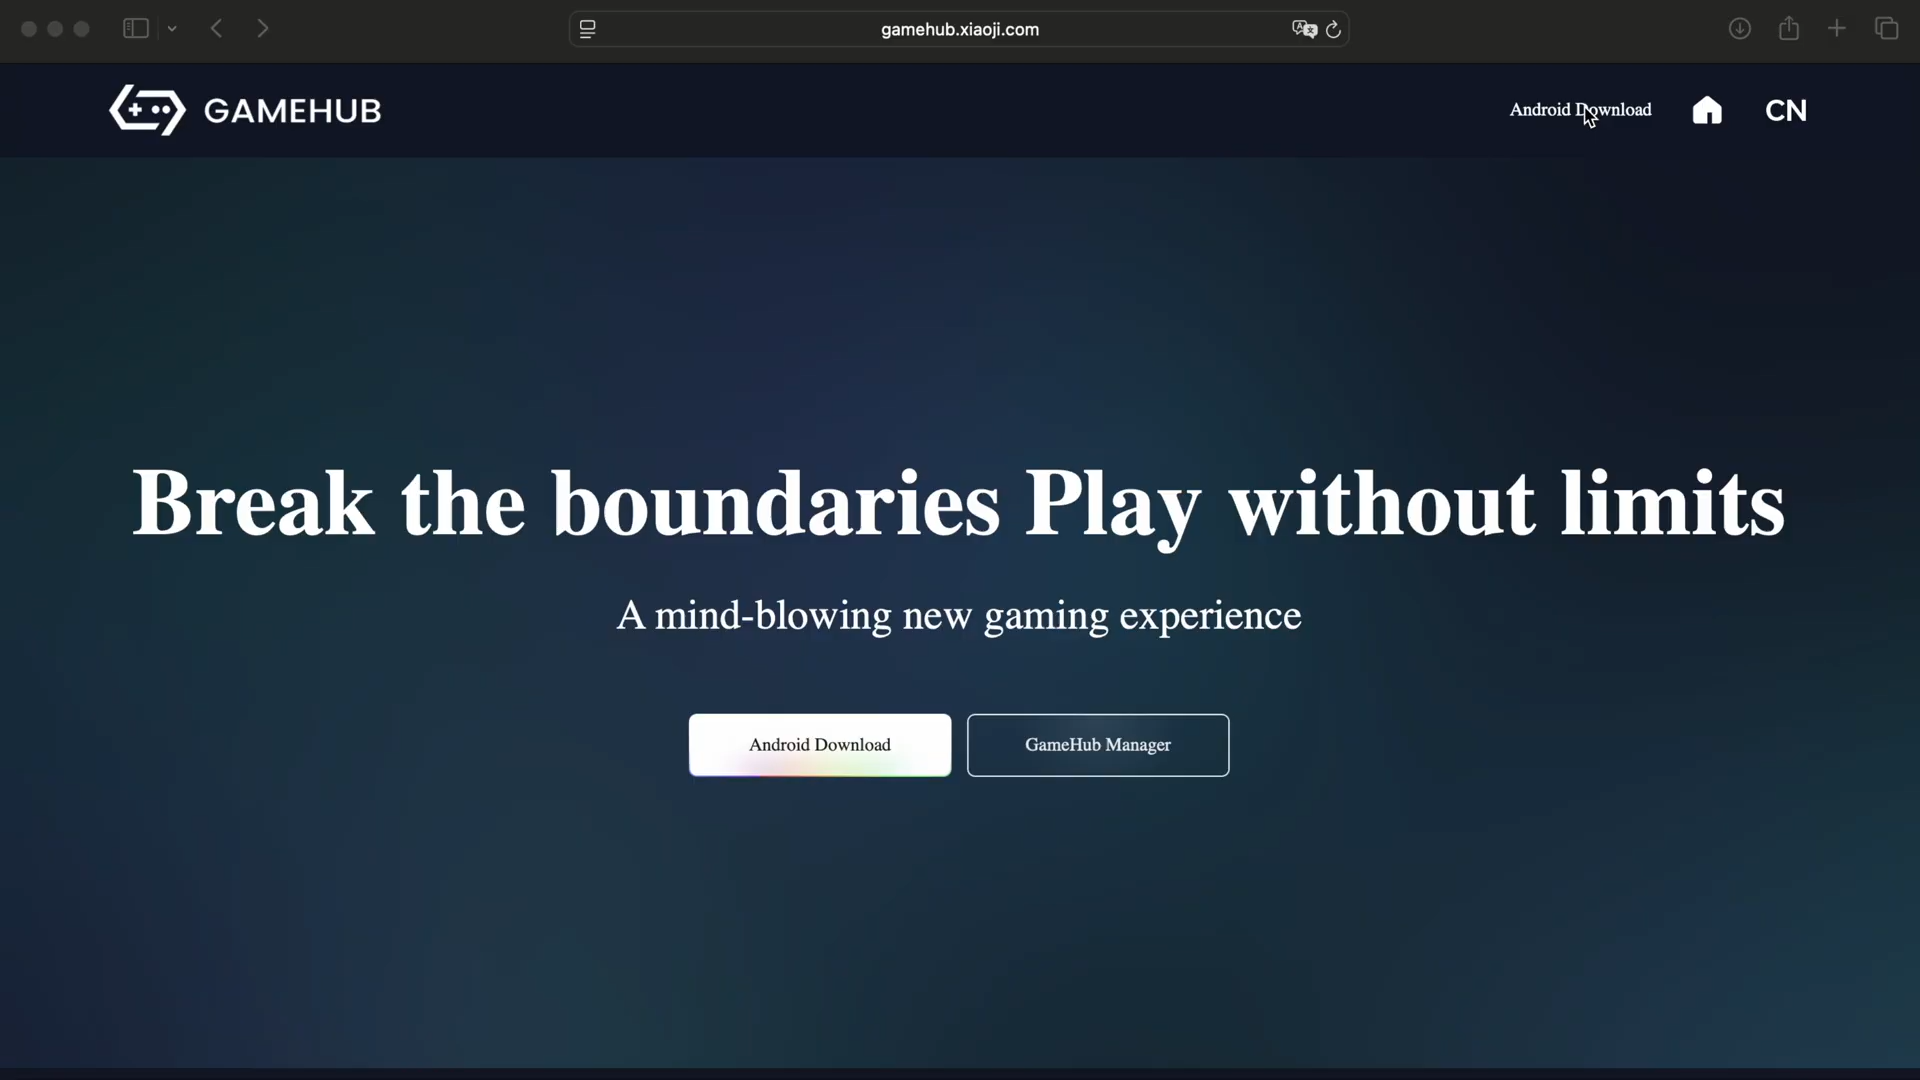 gamehub.xiaoji.com
GAMEHUB
Android Download
CN
Break the boundaries Play without limits
A mind-blowing new gaming experience
Android Download
GameHub Manager